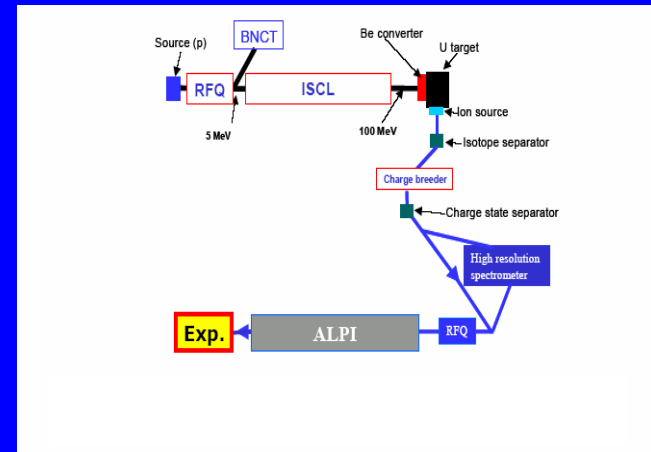 Source (p)
BNCT
Be converter
U target
RFQ
ISCL
5 MeV
100 MeV
Ion source
Isotope separator
Charge breeder
Charge state separator
High resolution
spectrometer
Exp.
ALPI
RFQ